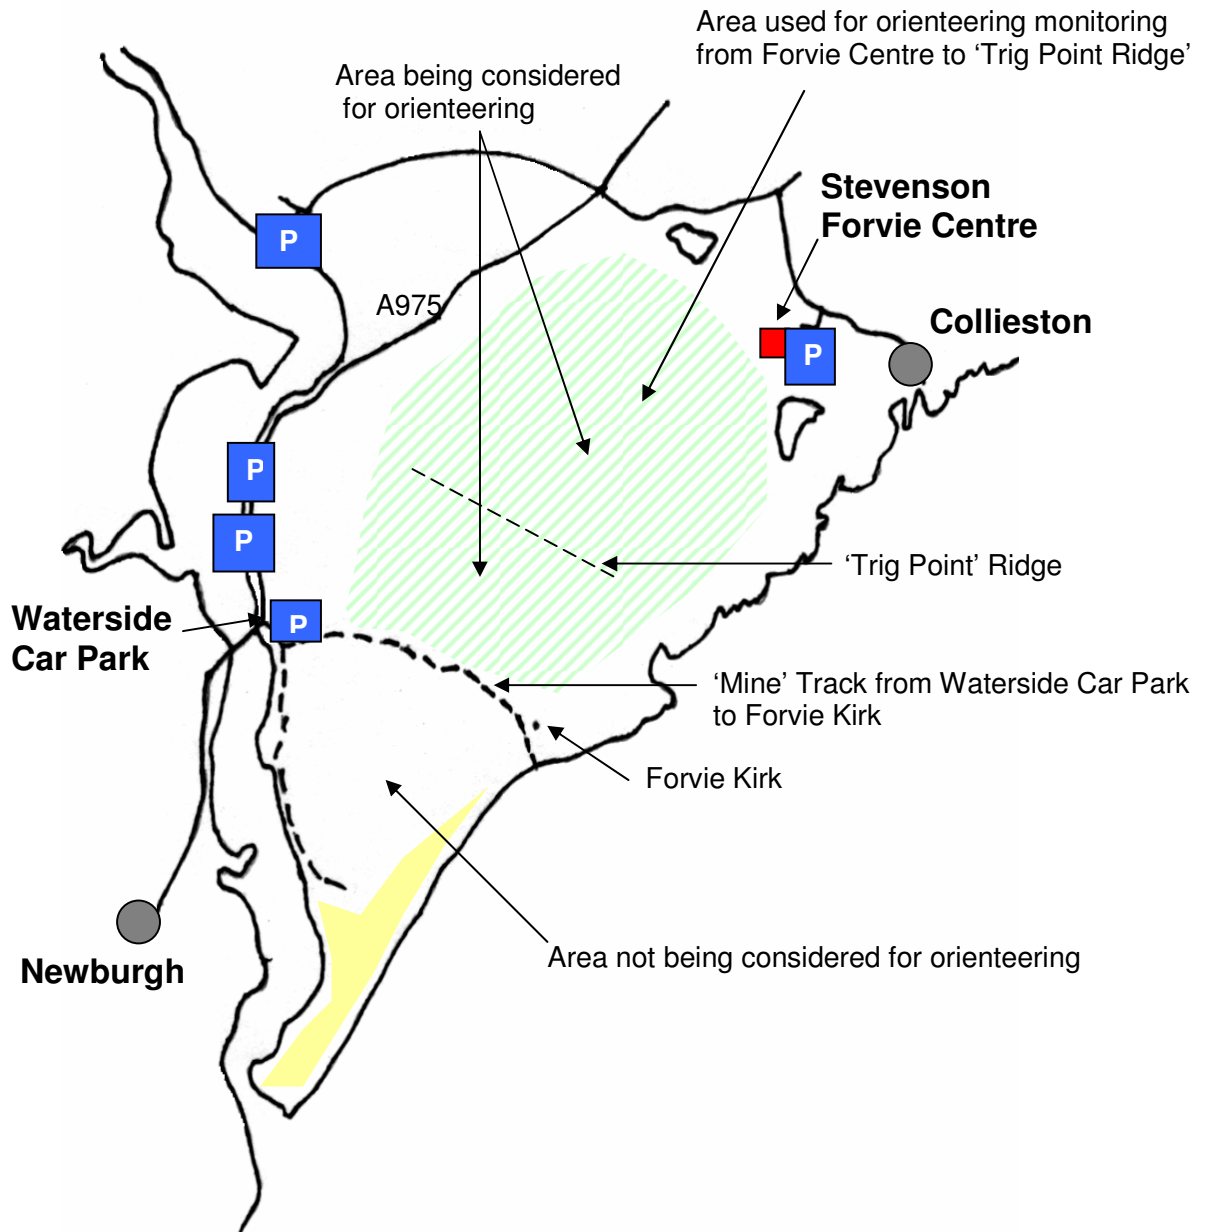 Area used for orienteering monitoring
from Forvie Centre to ‘Trig Point Ridge’
Area being considered
for orienteering
Stevenson
Forvie Centre
P
A975
Collieston
P
P
P
‘Trig Point’ Ridge
Waterside
Car Park
P
‘Mine’ Track from Waterside Car Park
to Forvie Kirk
Forvie Kirk
Area not being considered for orienteering
Newburgh